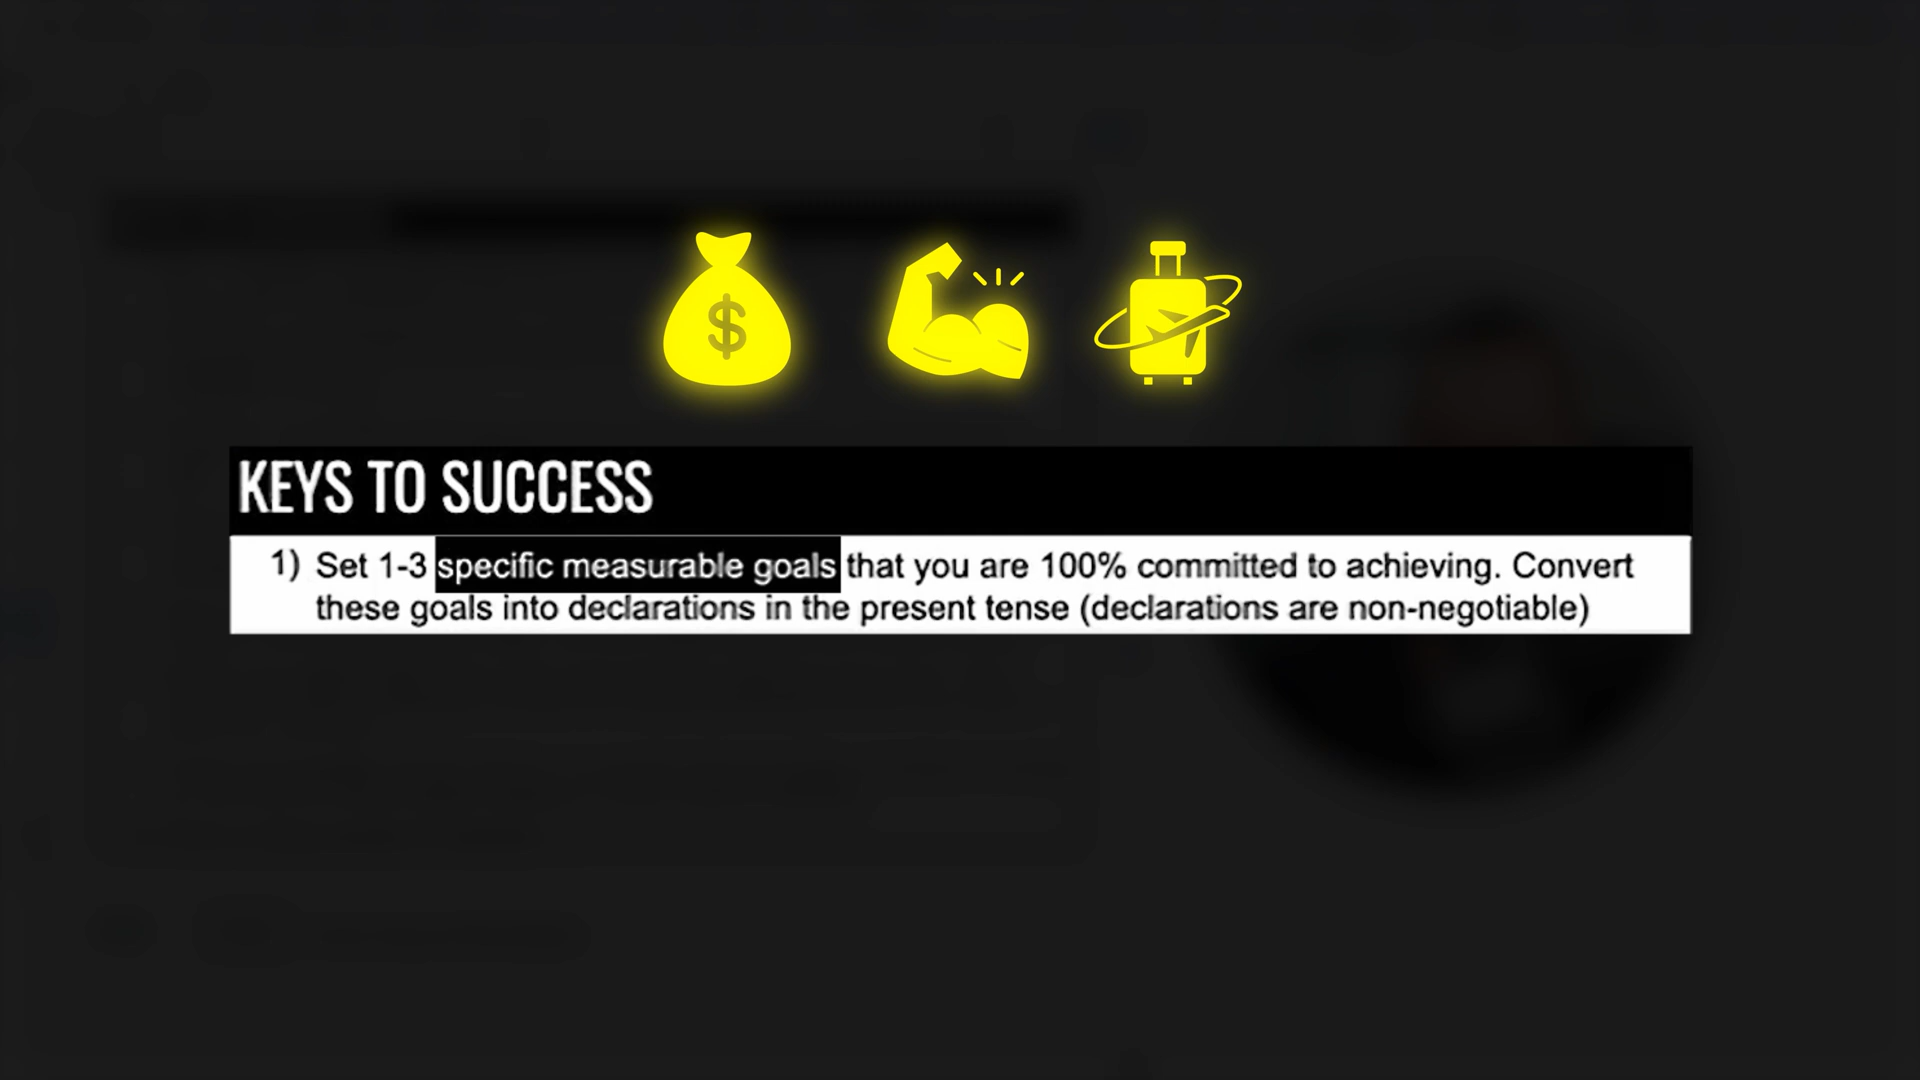 $
KEYS TO SUCCESS
1) Set 1-3 specific measurable goals that you are 100% committed to achieving. Convert
these goals into declarations in the present tense (declarations are non-negotiable)